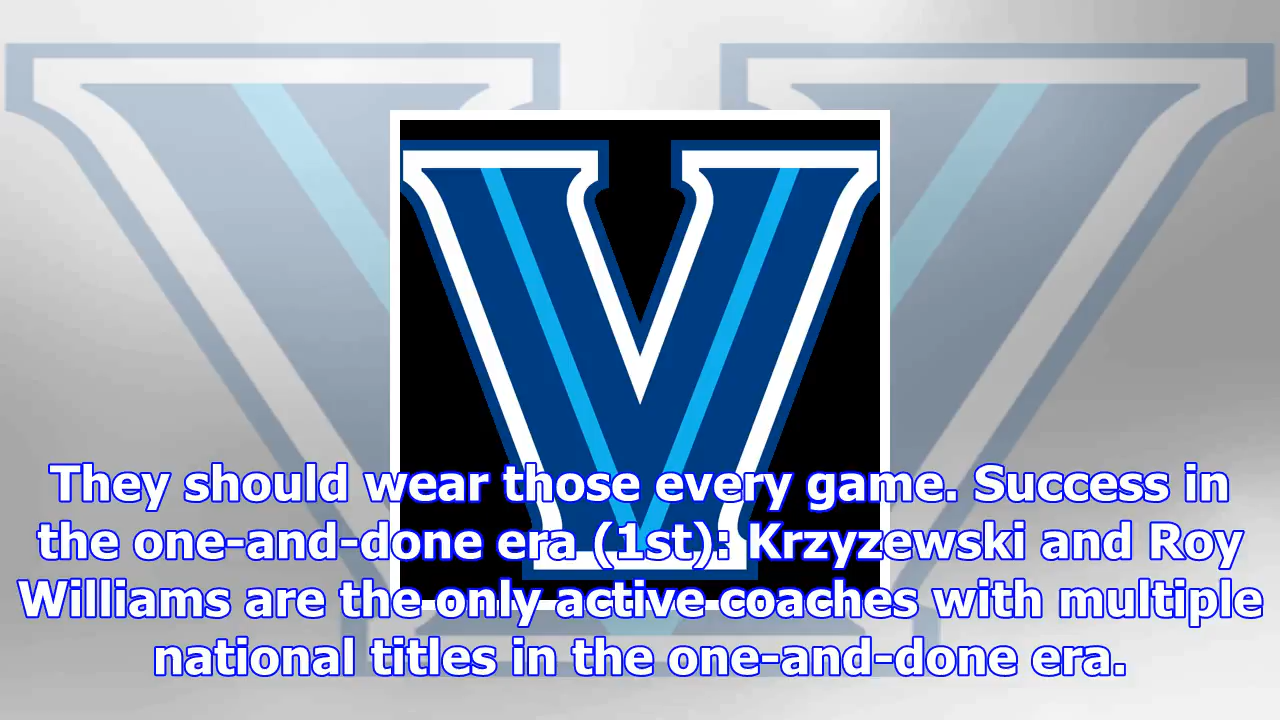 They should wear those every game. Success in
the one-and-done era (1st): Krzyzewski and Roy
Williams are the only active coaches with multiple
national titles in the one-and-done era.